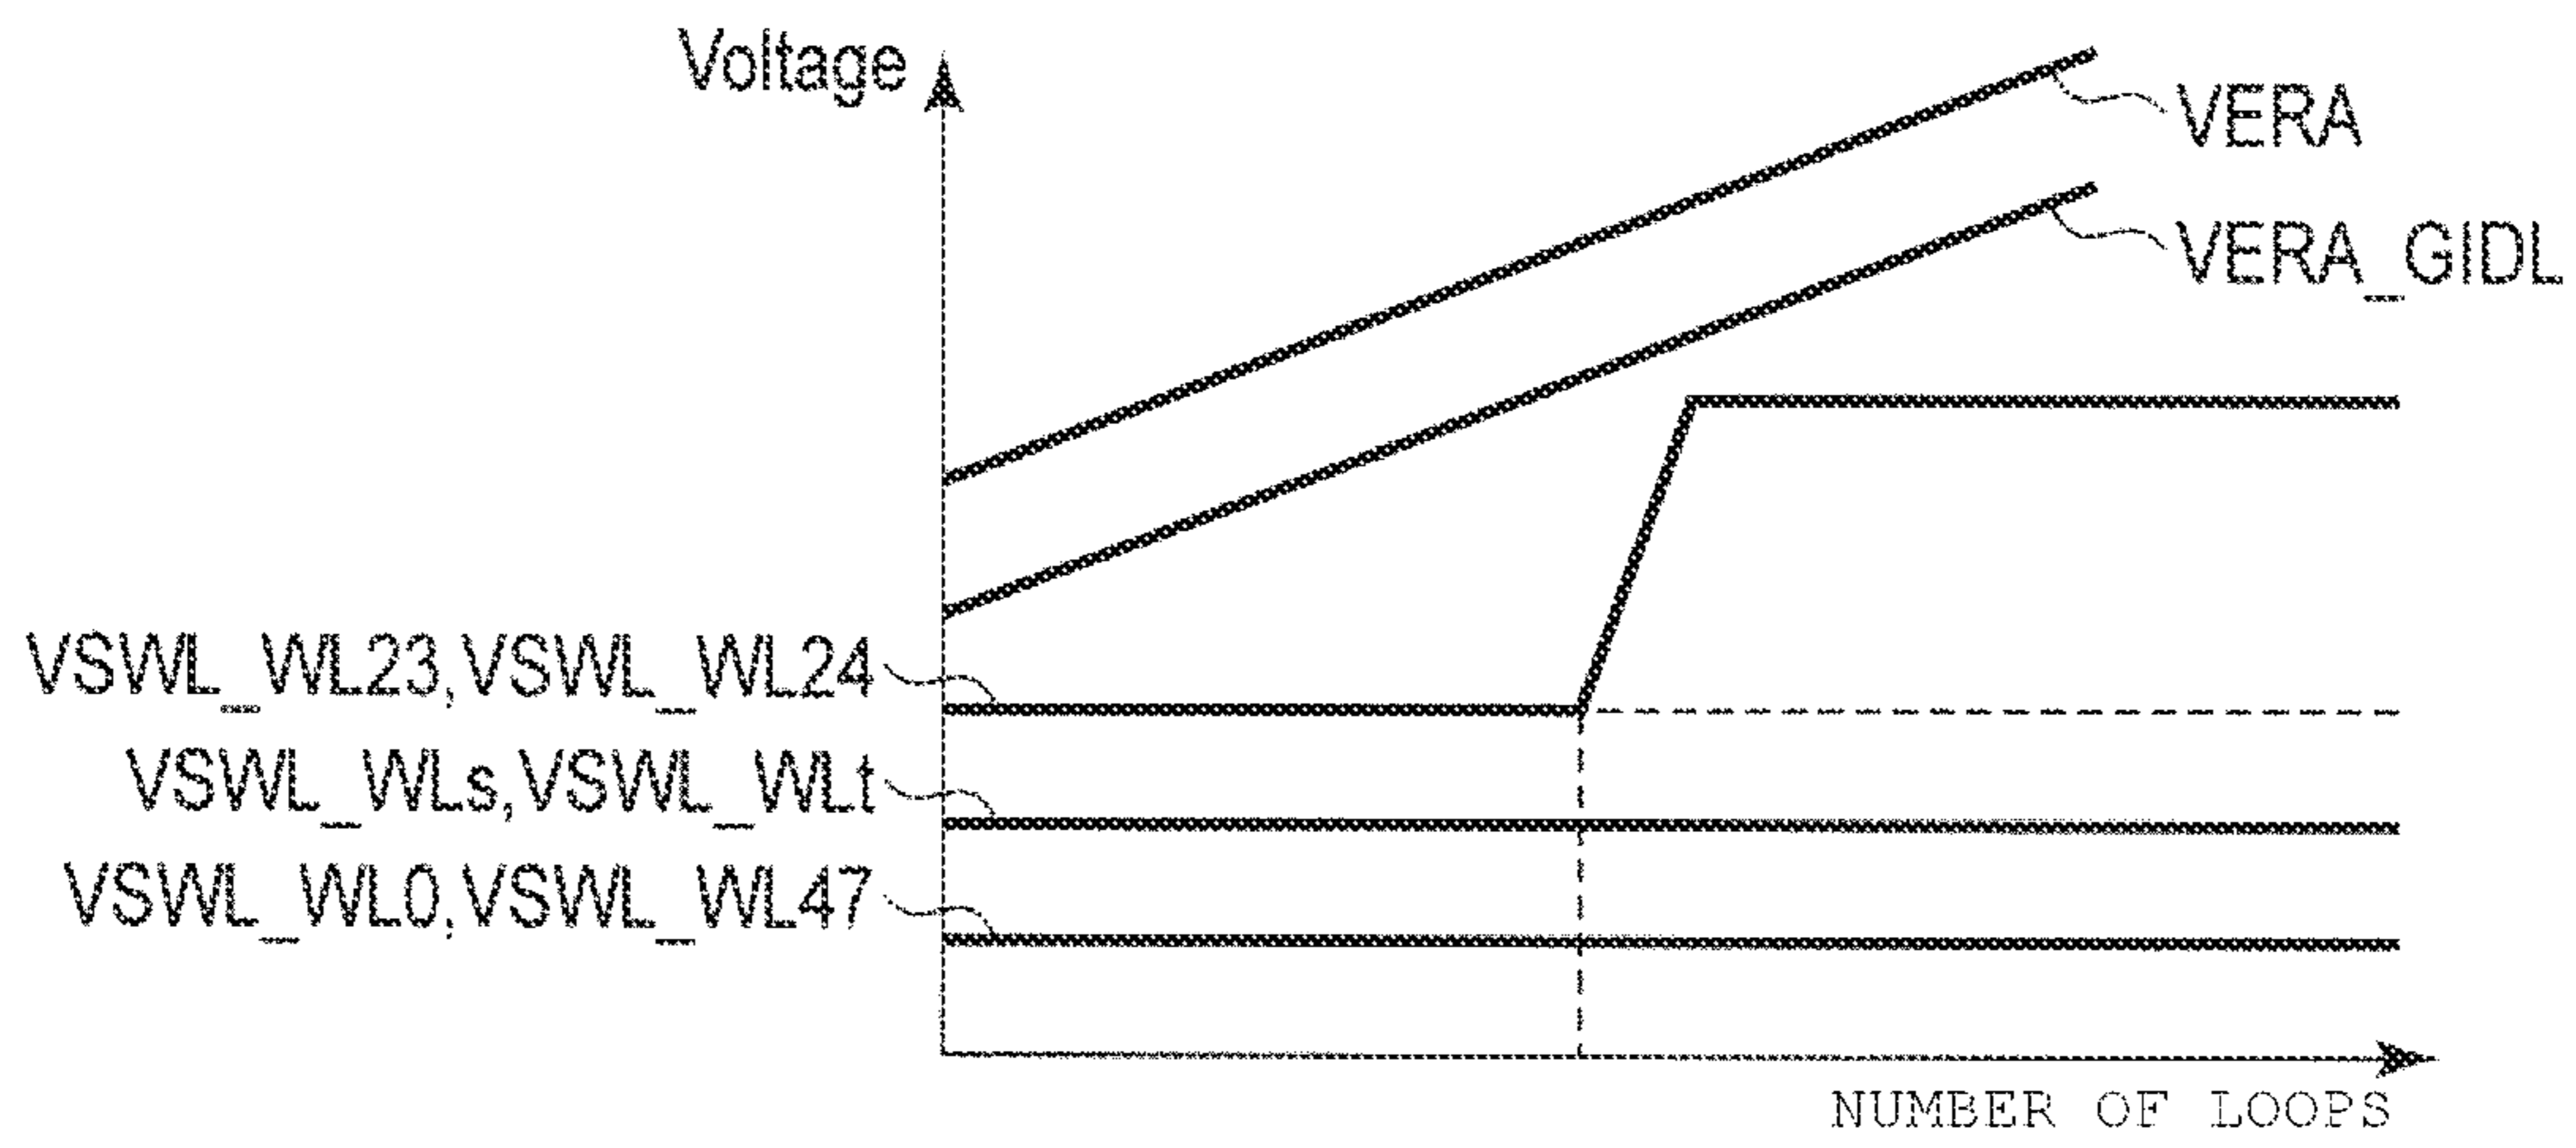 Voltage
VERA
VERA_GIDL
VSWL_WL23,VSWL_WL24
VSWL_WLs,VSWL_WLt
VSWL_WL0,VSWL_WL47
NUMBER OF LOOPS